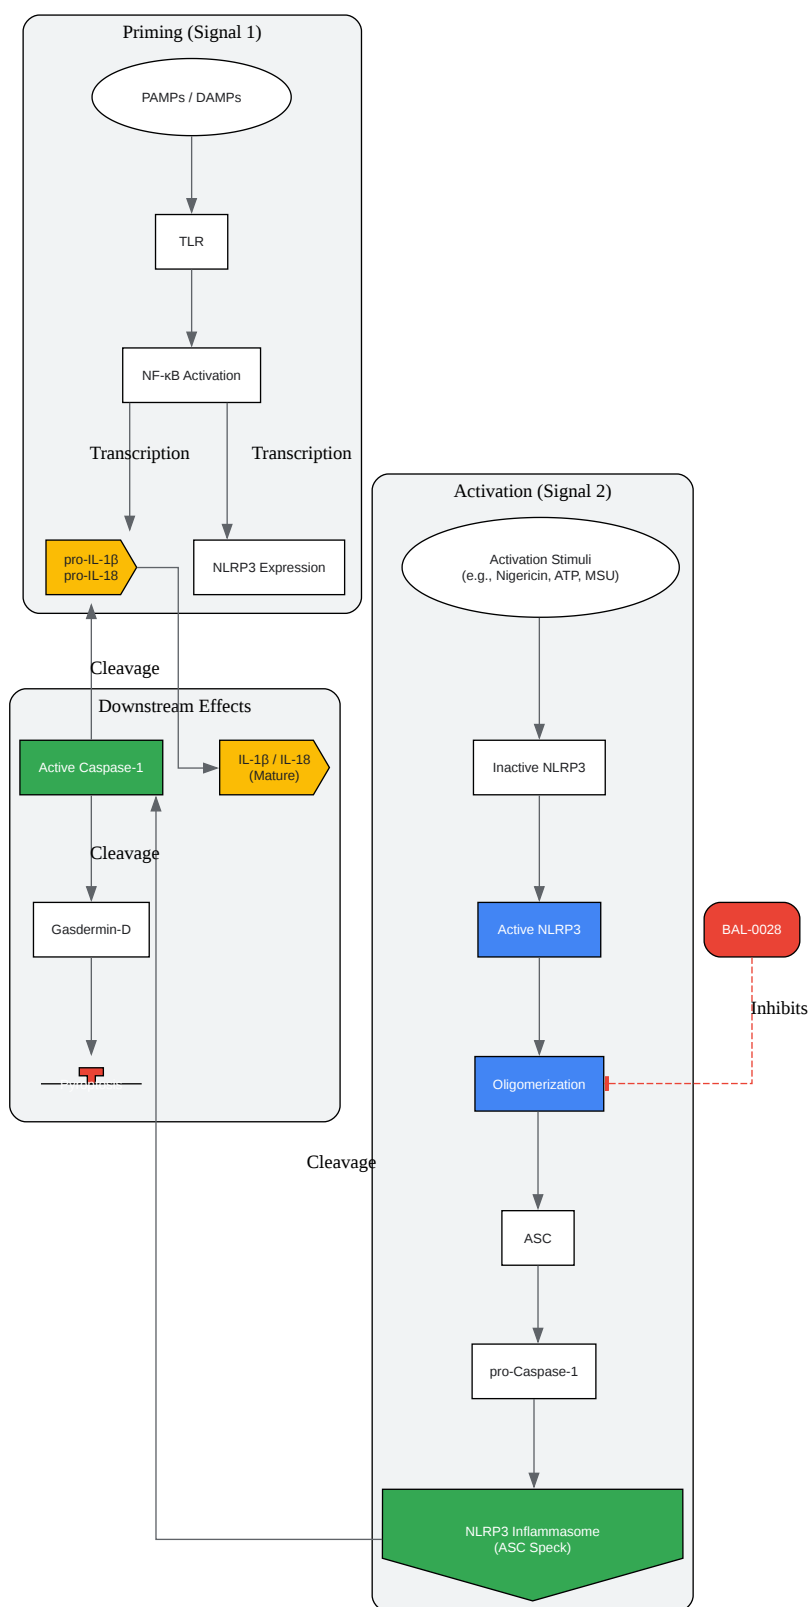 Priming (Signal 1)
PAMPs / DAMPs
TLR
NF-κB Activation
Transcription
Transcription
pro-IL-1β
pro-IL-18
NLRP3 Expression
Cleavage
Downstream Effects
Active Caspase-1
IL-1β / IL-18
(Mature)
Cleavage
Gasdermin-D
Cleavage
Activation (Signal 2)
Activation Stimuli
(e.g., Nigericin, ATP, MSU)
Inactive NLRP3
Active NLRP3
BAL-0028
Inhibits
Oligomerization
ASC
pro-Caspase-1
NLRP3 Inflammasome
(ASC Speck)